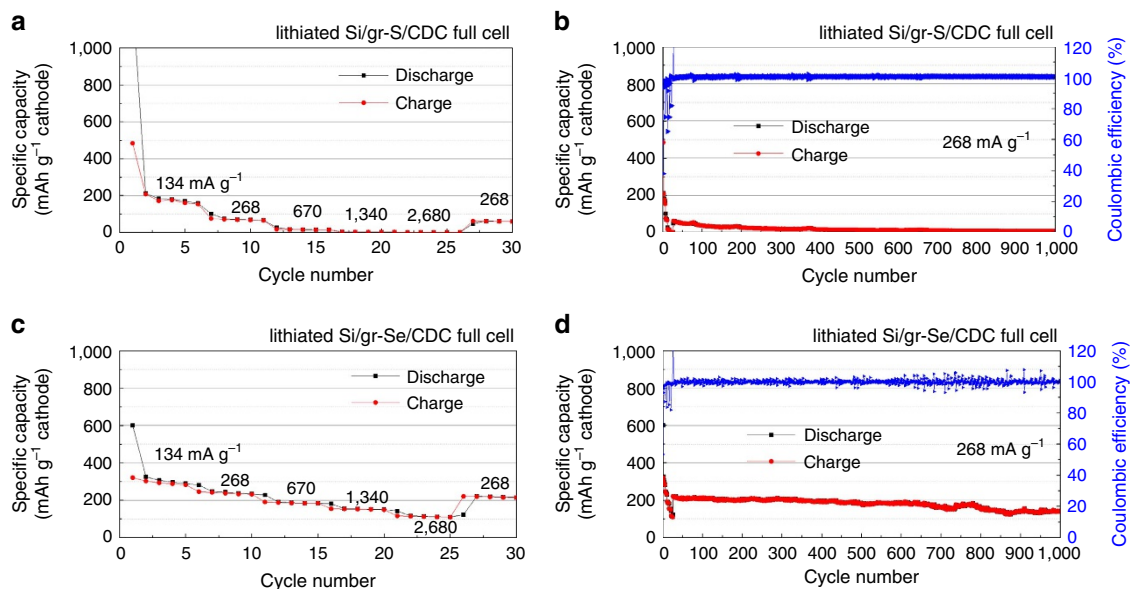 a
lithiated Si/gr-S/CDC full cell
1,000
800
600
400
200
0
Specific capacity
(mAh g⁻¹ cathode)
Discharge
Charge
134 mA g⁻¹
268
670
1,340
2,680
268
0 5 10 15 20 25 30
Cycle number
b
lithiated Si/gr-S/CDC full cell
1,000
800
600
400
200
0
Specific capacity
(mAh g⁻¹ cathode)
Discharge
Charge
268 mA g⁻¹
120
100
80
60
40
20
0
Coulombic efficiency (%)
0 100 200 300 400 500 600 700 800 900 1,000
Cycle number
c
lithiated Si/gr-Se/CDC full cell
1,000
800
600
400
200
0
Specific capacity
(mAh g⁻¹ cathode)
Discharge
Charge
134 mA g⁻¹
268
670
1,340
2,680
268
0 5 10 15 20 25 30
Cycle number
d
lithiated Si/gr-Se/CDC full cell
1,000
800
600
400
200
0
Specific capacity
(mAh g⁻¹ cathode)
Discharge
Charge
268 mA g⁻¹
120
100
80
60
40
20
0
Coulombic efficiency (%)
0 100 200 300 400 500 600 700 800 900 1,000
Cycle number